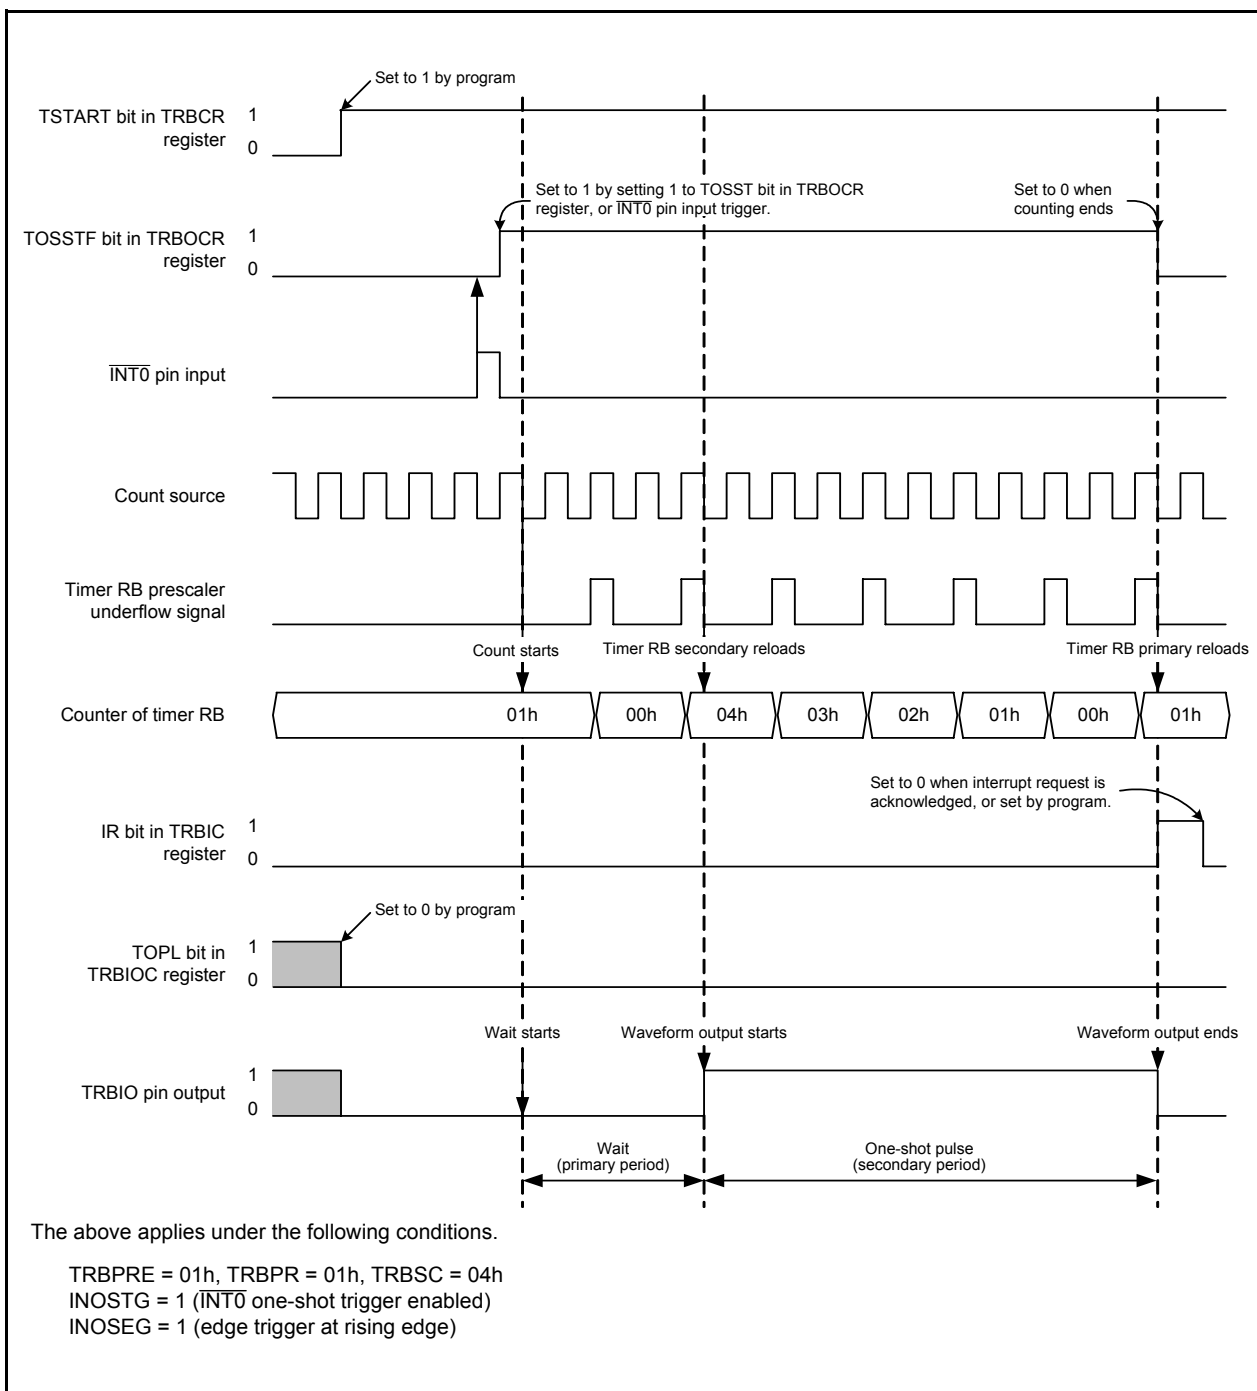 Set to 1 by program
TSTART bit in TRBCR
register
1
0
Set to 1 by setting 1 to TOSST bit in TRBOCR
register, or INT0 pin input trigger.
Set to 0 when
counting ends
TOSSTF bit in TRBOCR
register
1
0
INT0 pin input
Count source
Timer RB prescaler
underflow signal
Count starts
Timer RB secondary reloads
Timer RB primary reloads
Counter of timer RB
01h 00h 04h 03h 02h 01h 00h 01h
Set to 0 when interrupt request is
acknowledged, or set by program.
IR bit in TRBIC
register
1
0
Set to 0 by program
TOPL bit in
TRBIOC register
1
0
Wait starts
Waveform output starts
Waveform output ends
TRBIO pin output
1
0
Wait
(primary period)
One-shot pulse
(secondary period)
The above applies under the following conditions.
TRBPRE = 01h, TRBPR = 01h, TRBSC = 04h
INOSTG = 1 (INT0 one-shot trigger enabled)
INOSEG = 1 (edge trigger at rising edge)